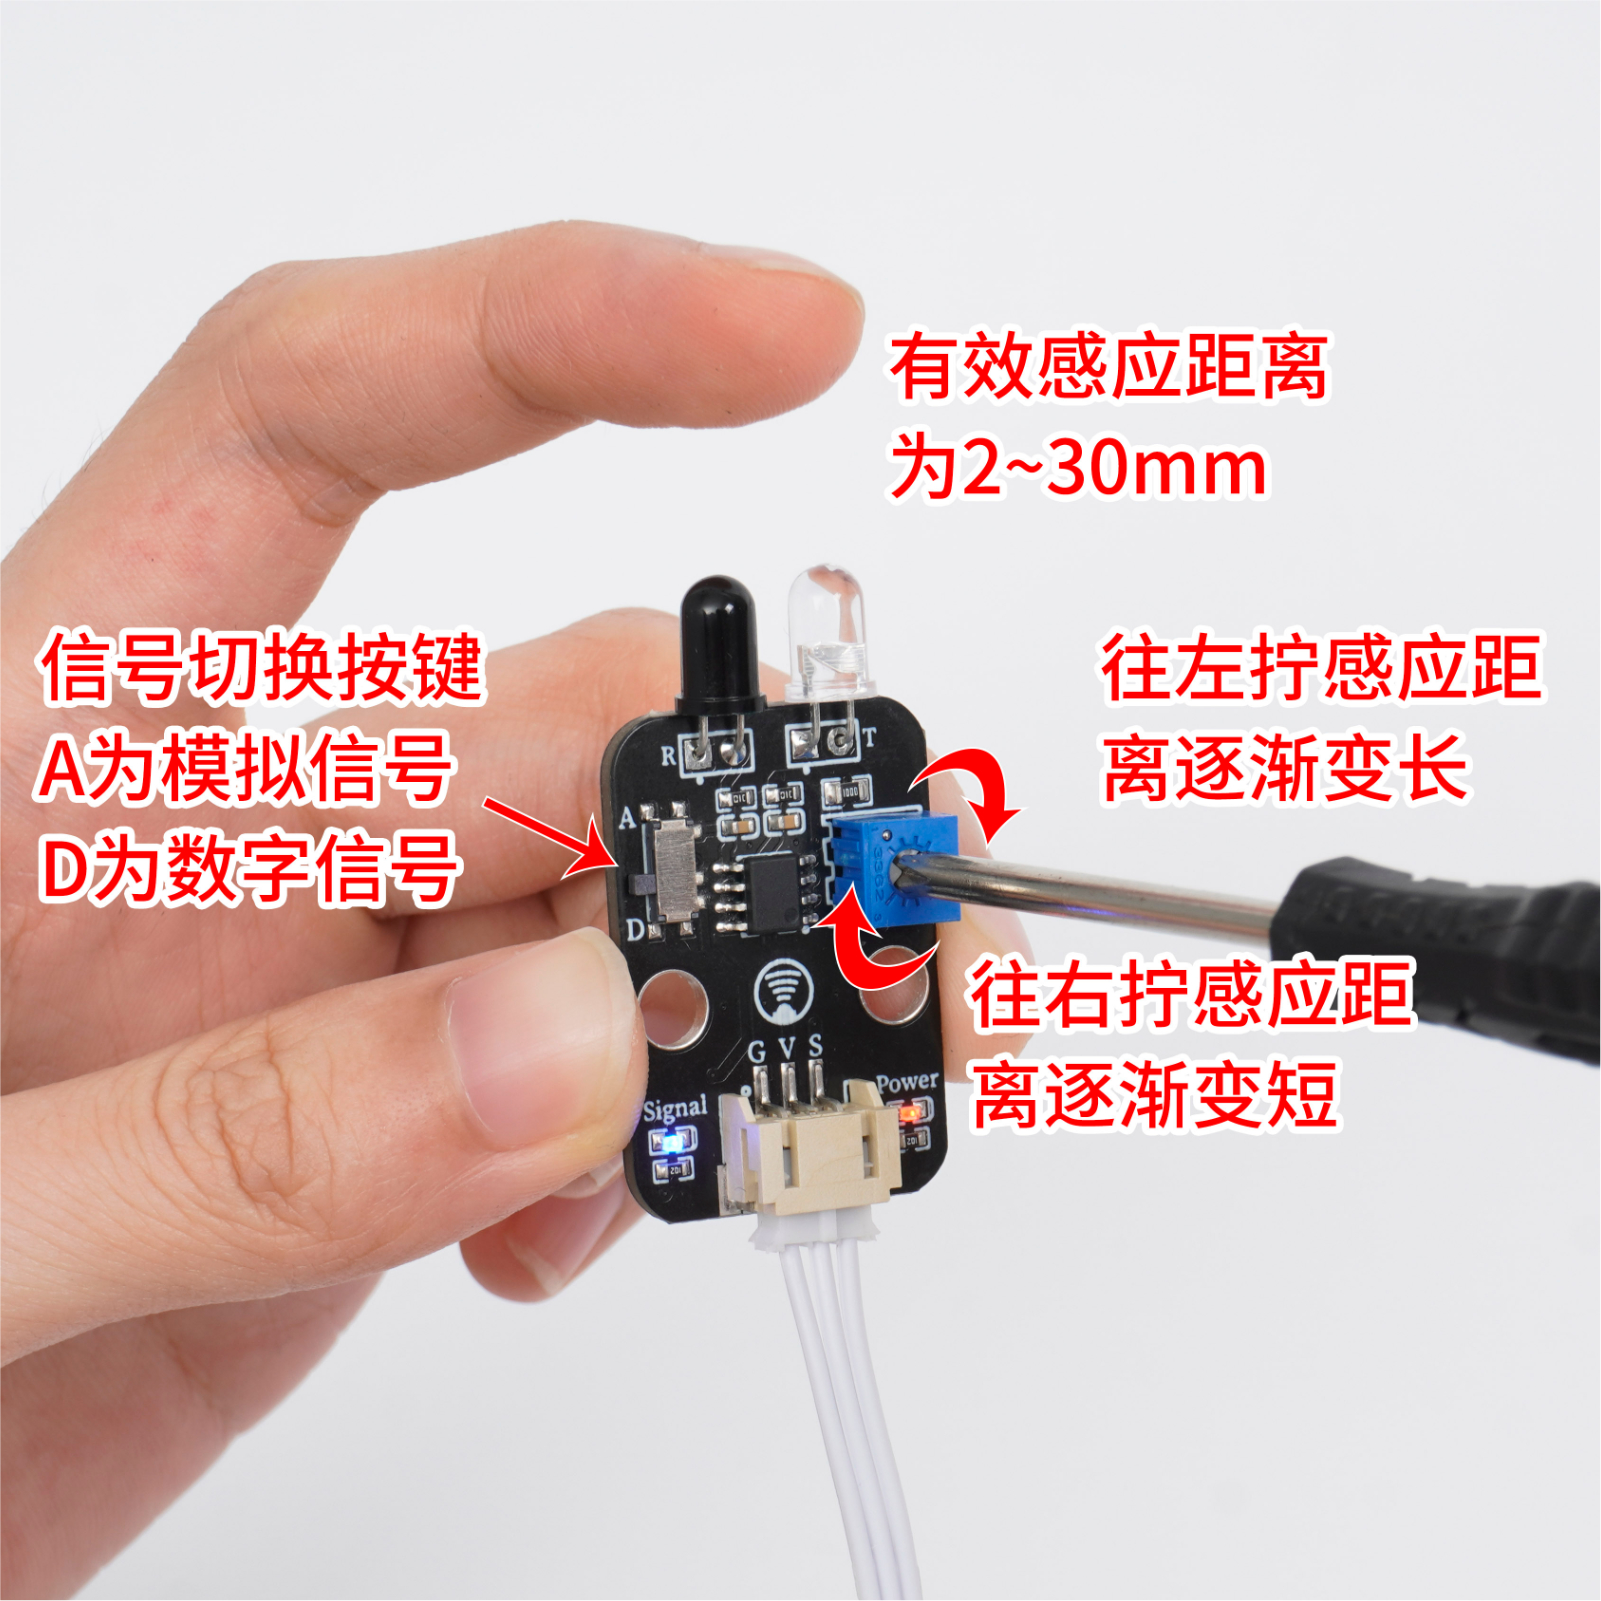 有效感应距离
为2~30mm
信号切换按键
A为模拟信号
D为数字信号
往左拧感应距
离逐渐变长
往右拧感应距
离逐渐变短
R
T
A
D
3362
G V S
Signal
Power